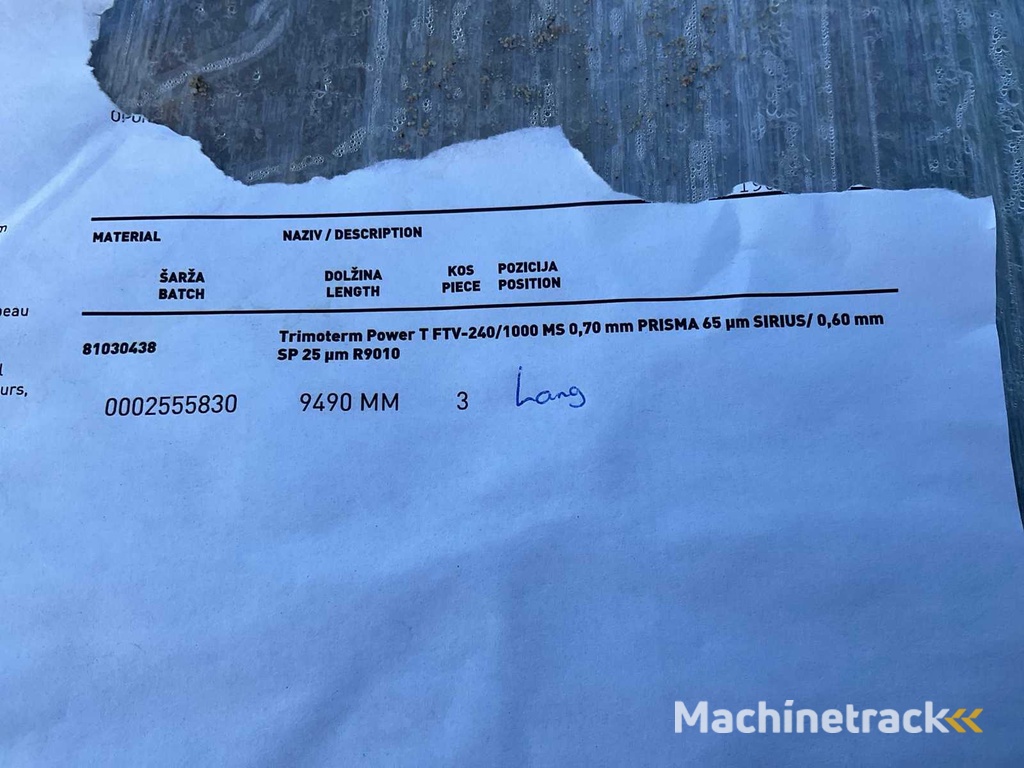 MATERIAL NAZIV / DESCRIPTION
ŠARŽA DOLŽINA KOS POZICIJA
BATCH LENGTH PIECE POSITION
81030438 Trimoterm Power T FTV-240/1000 MS 0,70 mm PRISMA 65 µm SIRIUS/ 0,60 mm
SP 25 µm R9010
0002555830 9490 MM 3 Lang
urs,
Machinetrack